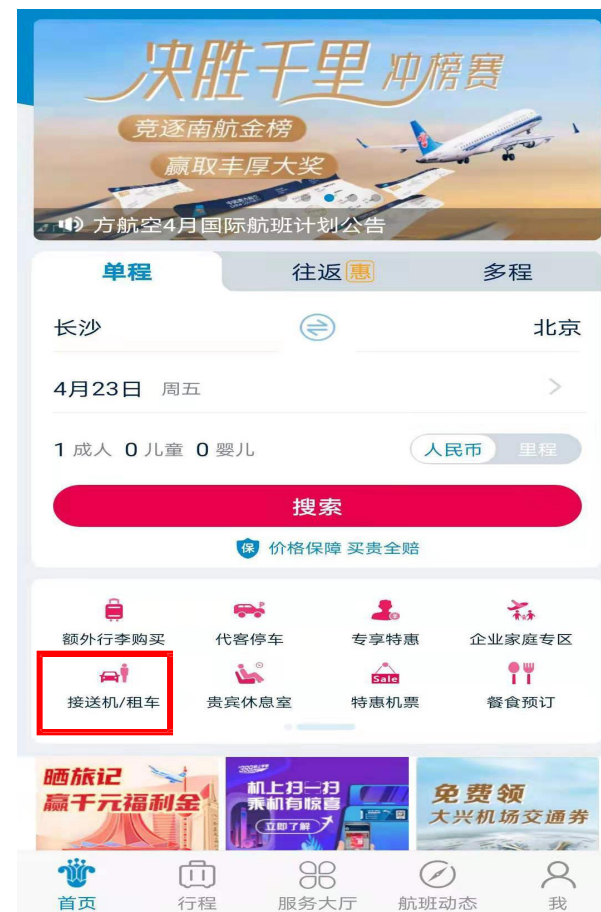 决胜千里 冲榜赛
竞逐南航金榜
赢取丰厚大奖
方航空4月国际航班计划公告
单程 往返 惠 多程
长沙 北京
4月23日 周五
1 成人 0 儿童 0 婴儿 人民币 里程
搜索
保 价格保障 买贵全赔
额外行李购买 代客停车 专享特惠 企业家庭专区
Sale
接送机/租车 贵宾休息室 特惠机票 餐食预订
晒旅记
赢千元福利金
机上扫一扫
乘机有惊喜
立即了解
免费领
大兴机场交通券
首页 行程 服务大厅 航班动态 我